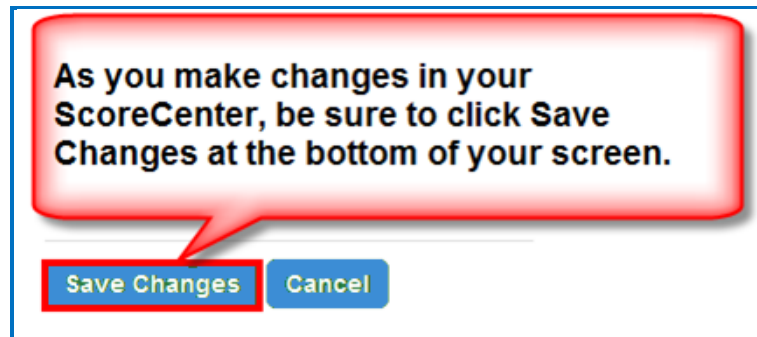 As you make changes in your
ScoreCenter, be sure to click Save
Changes at the bottom of your screen.
Save Changes Cancel